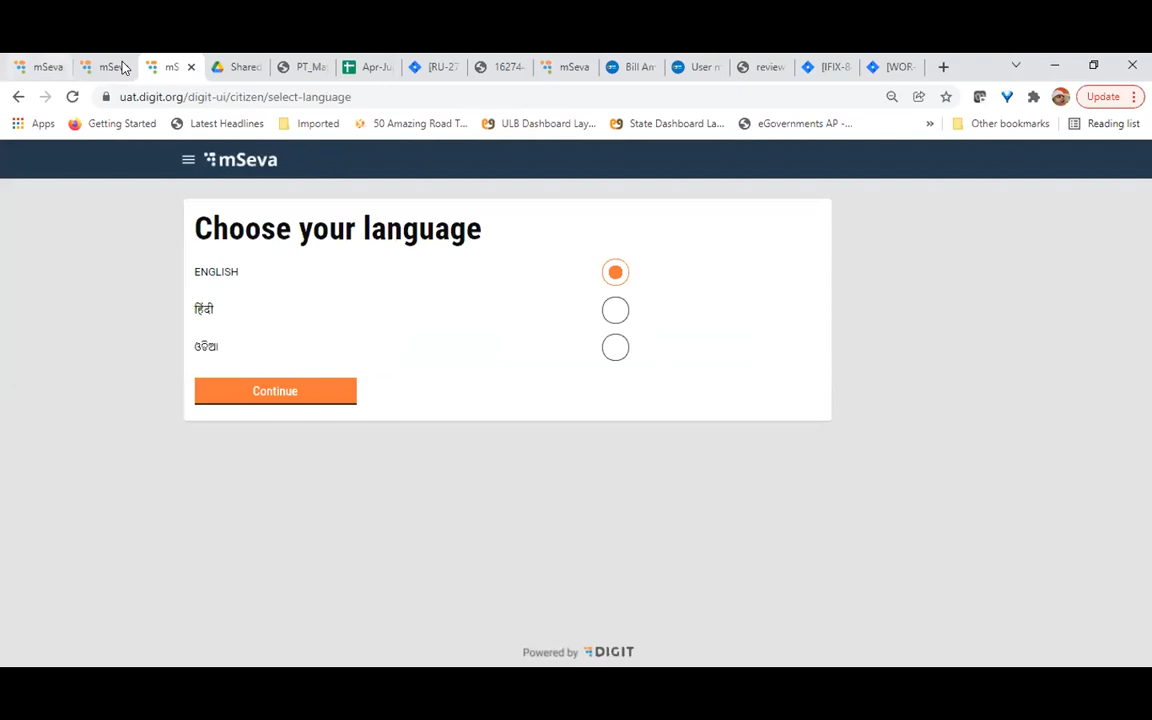 mSeva
mSev
mS
Shared
PT_Ma
Apr-Ju
[RU-27
16274-
mSeva
Bill Am
User m
review
[IFIX-8
[WOR-
uat.digit.org/digit-ui/citizen/select-language
Update
Apps
Getting Started
Latest Headlines
Imported
50 Amazing Road T...
ULB Dashboard Lay...
State Dashboard La...
eGovernments AP -...
»
Other bookmarks
Reading list
mSeva
Choose your language
ENGLISH
हिंदी
ଓଡିଆ
Continue
Powered by DIGIT